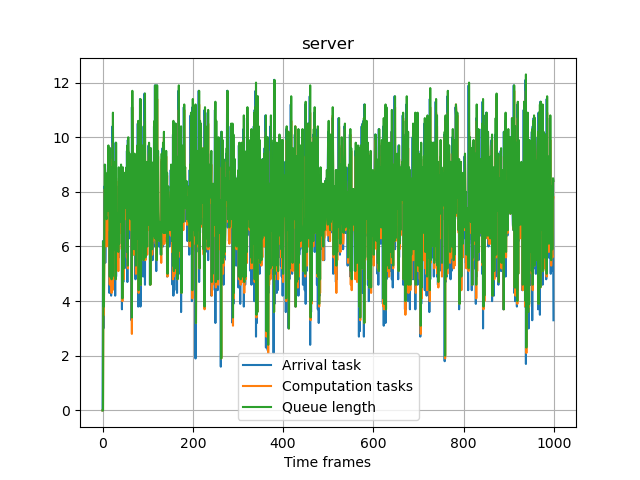 server
12
10
8
6
4
2
0
Arrival task
Computation tasks
Queue length
0 200 400 600 800 1000
Time frames